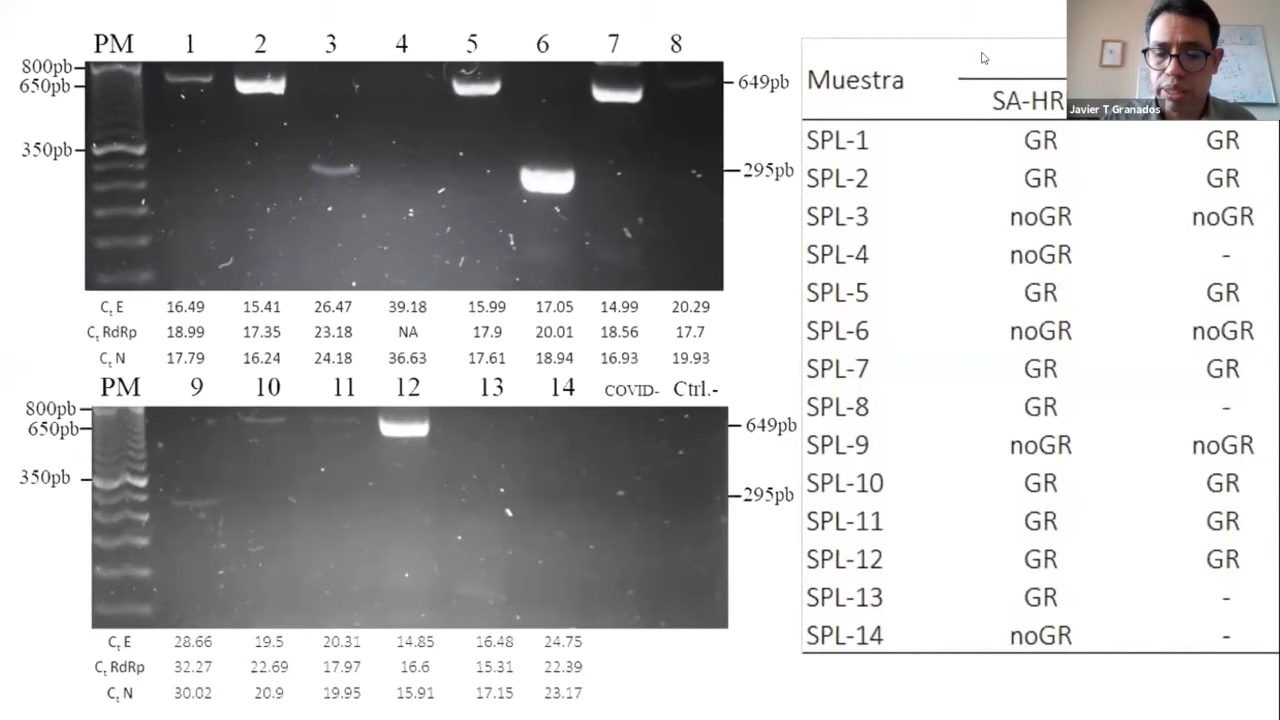 PM 1 2 3 4 5 6 7 8
800pb
650pb
350pb
649pb
295pb
Ct E 16.49 15.41 26.47 39.18 15.99 17.05 14.99 20.29
Ct RdRp 18.99 17.35 23.18 NA 17.9 20.01 18.56 17.7
Ct N 17.79 16.24 24.18 36.63 17.61 18.94 16.93 19.93
PM 9 10 11 12 13 14 COVID- Ctrl.-
800pb
650pb
350pb
649pb
295pb
Ct E 28.66 19.5 20.31 14.85 16.48 24.75
Ct RdRp 32.27 22.69 17.97 16.6 15.31 22.39
Ct N 30.02 20.9 19.95 15.91 17.15 23.17
Muestra SA-HR
SPL-1 GR GR
SPL-2 GR GR
SPL-3 noGR noGR
SPL-4 noGR -
SPL-5 GR GR
SPL-6 noGR noGR
SPL-7 GR GR
SPL-8 GR -
SPL-9 noGR noGR
SPL-10 GR GR
SPL-11 GR GR
SPL-12 GR GR
SPL-13 GR -
SPL-14 noGR -
Javier T Granados